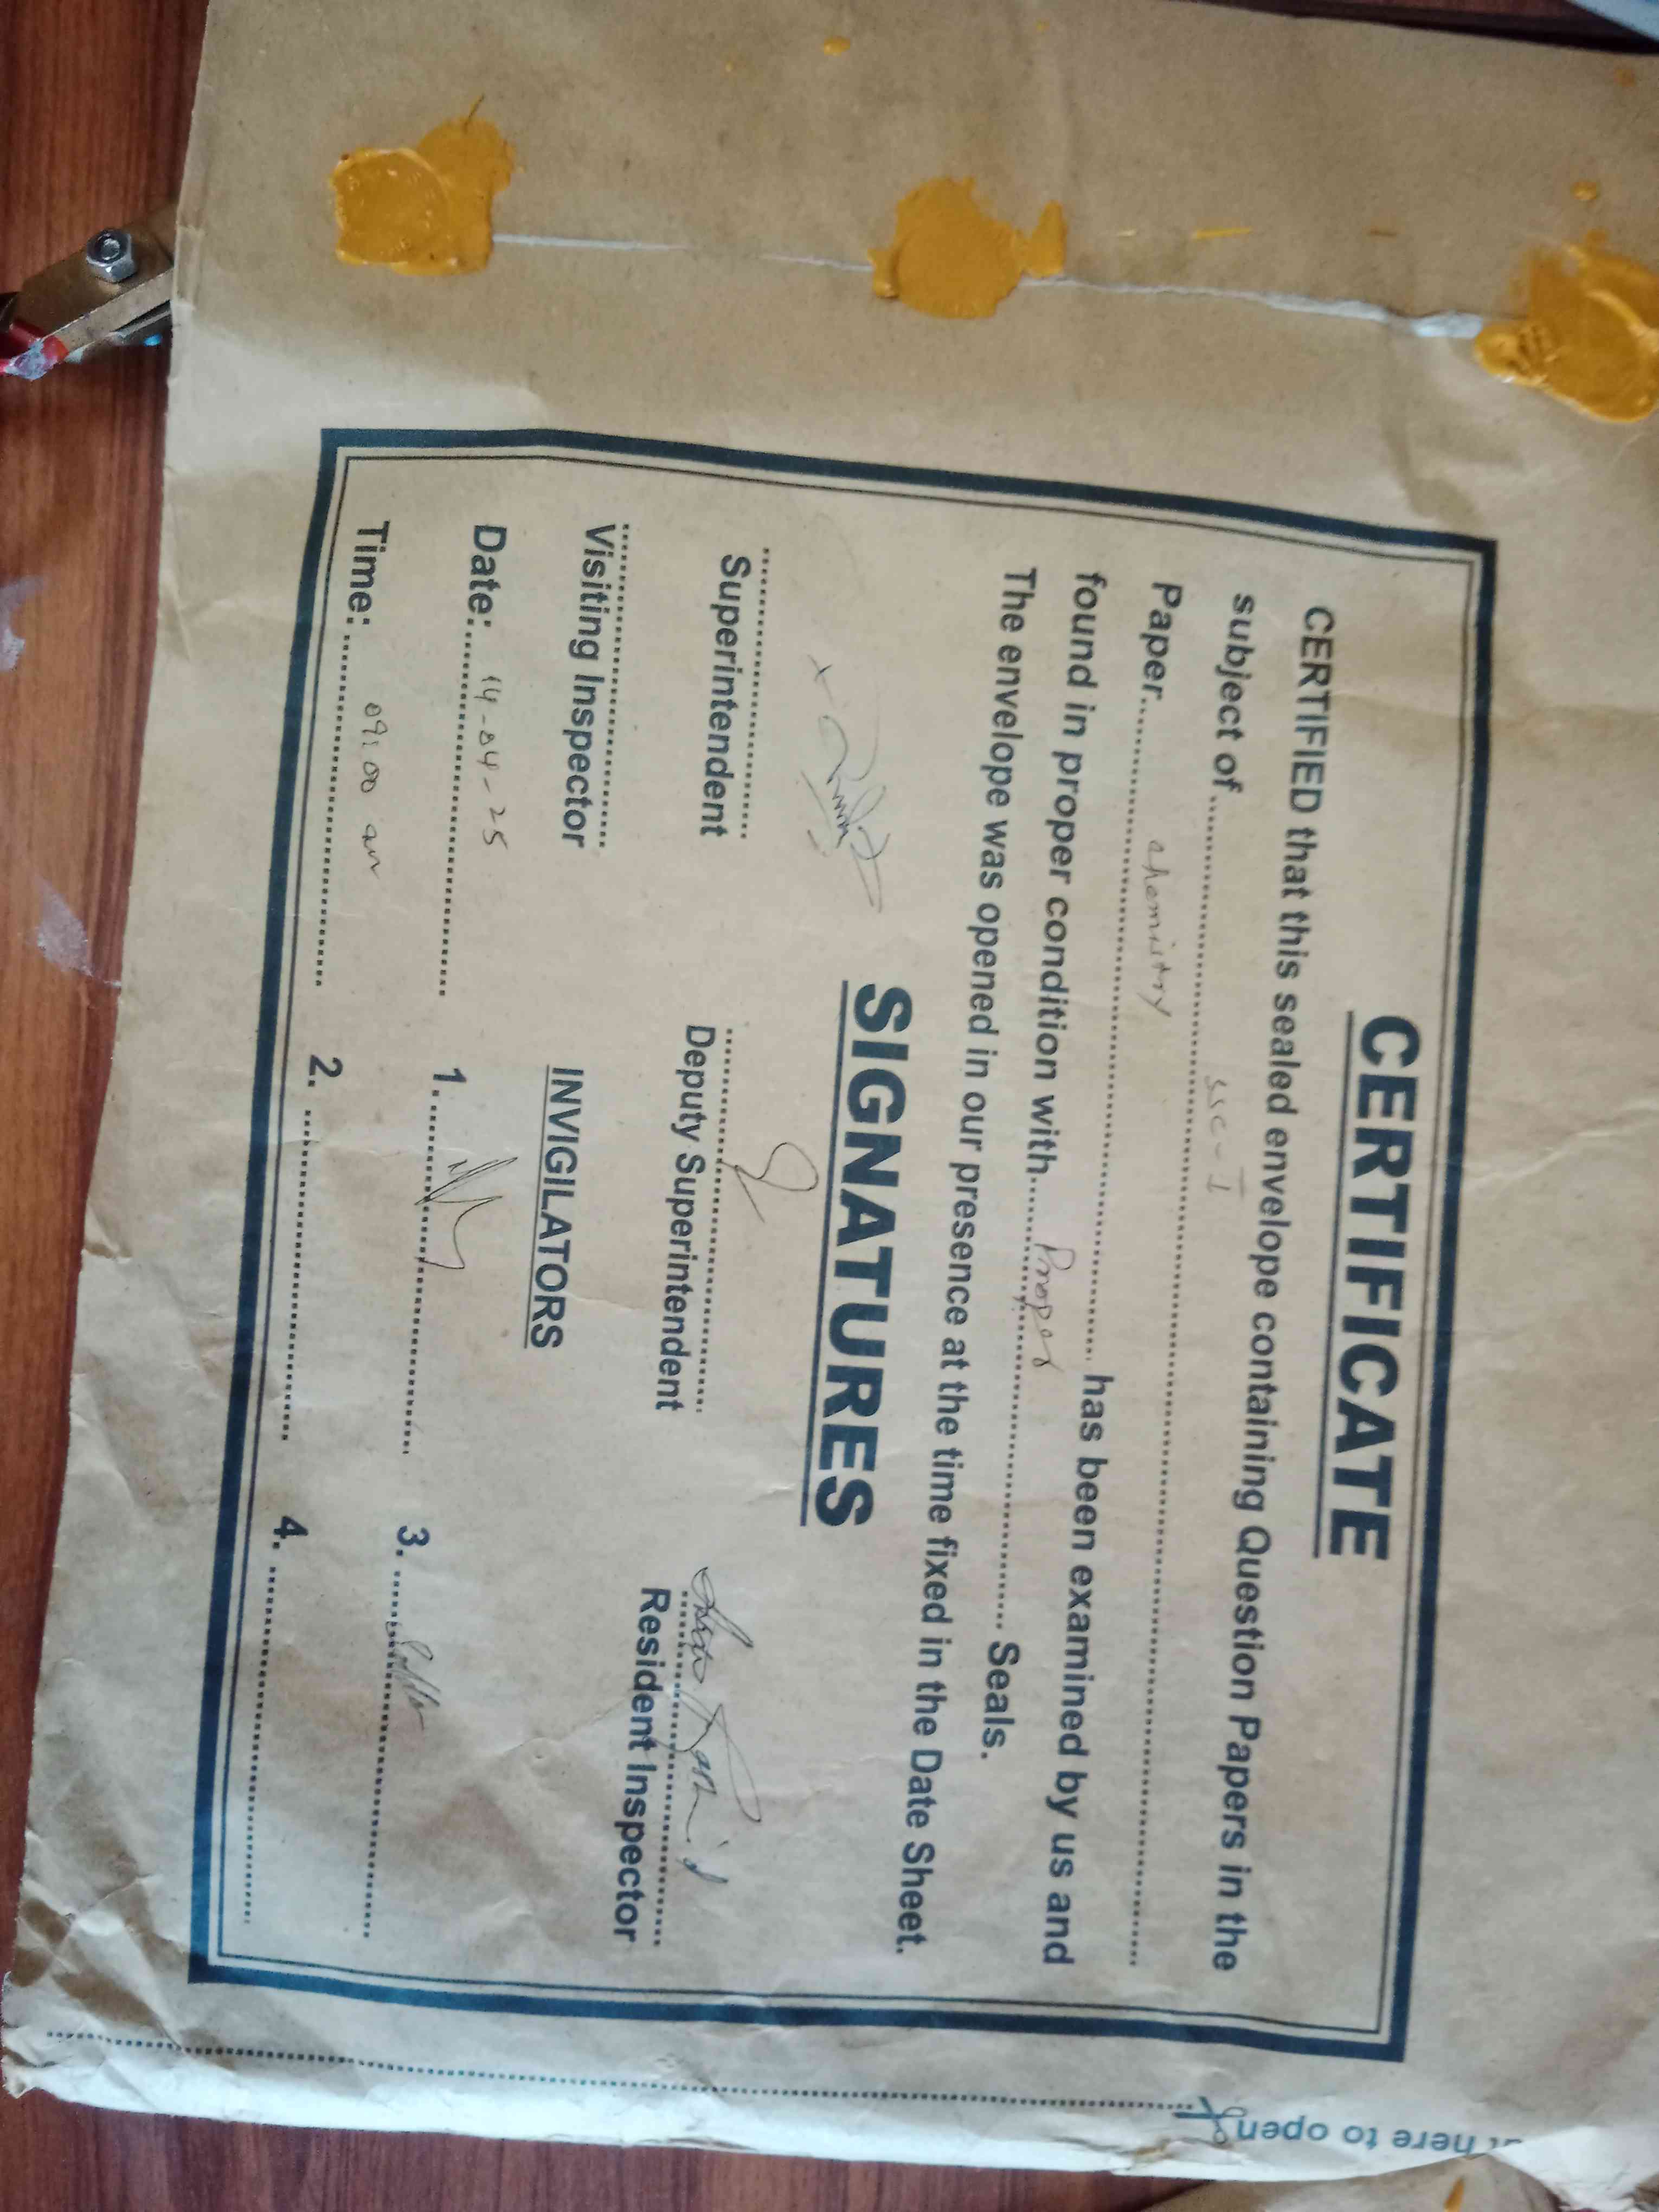 CERTIFICATE
CERTIFIED that this sealed envelope containing Question Papers in the
subject of.......... SSC-I ..........
Paper.......... chemistry .......... has been examined by us and
found in proper condition with.......... Proper .......... Seals.
The envelope was opened in our presence at the time fixed in the Date Sheet.
SIGNATURES
Superintendent Deputy Superintendent Resident Inspector
Visiting Inspector INVIGILATORS
Date: 14-04-25 1. 3.
Time: 09:00 am 2. 4.
here to open